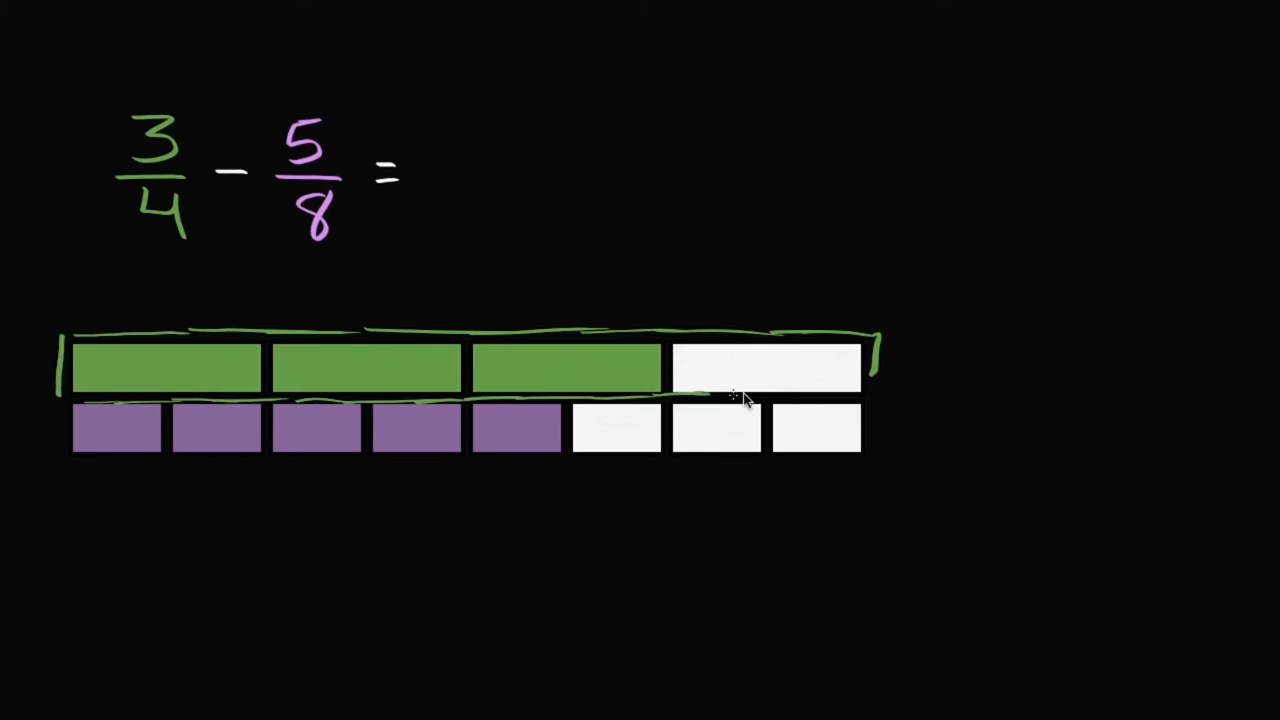 3/4 - 5/8 =